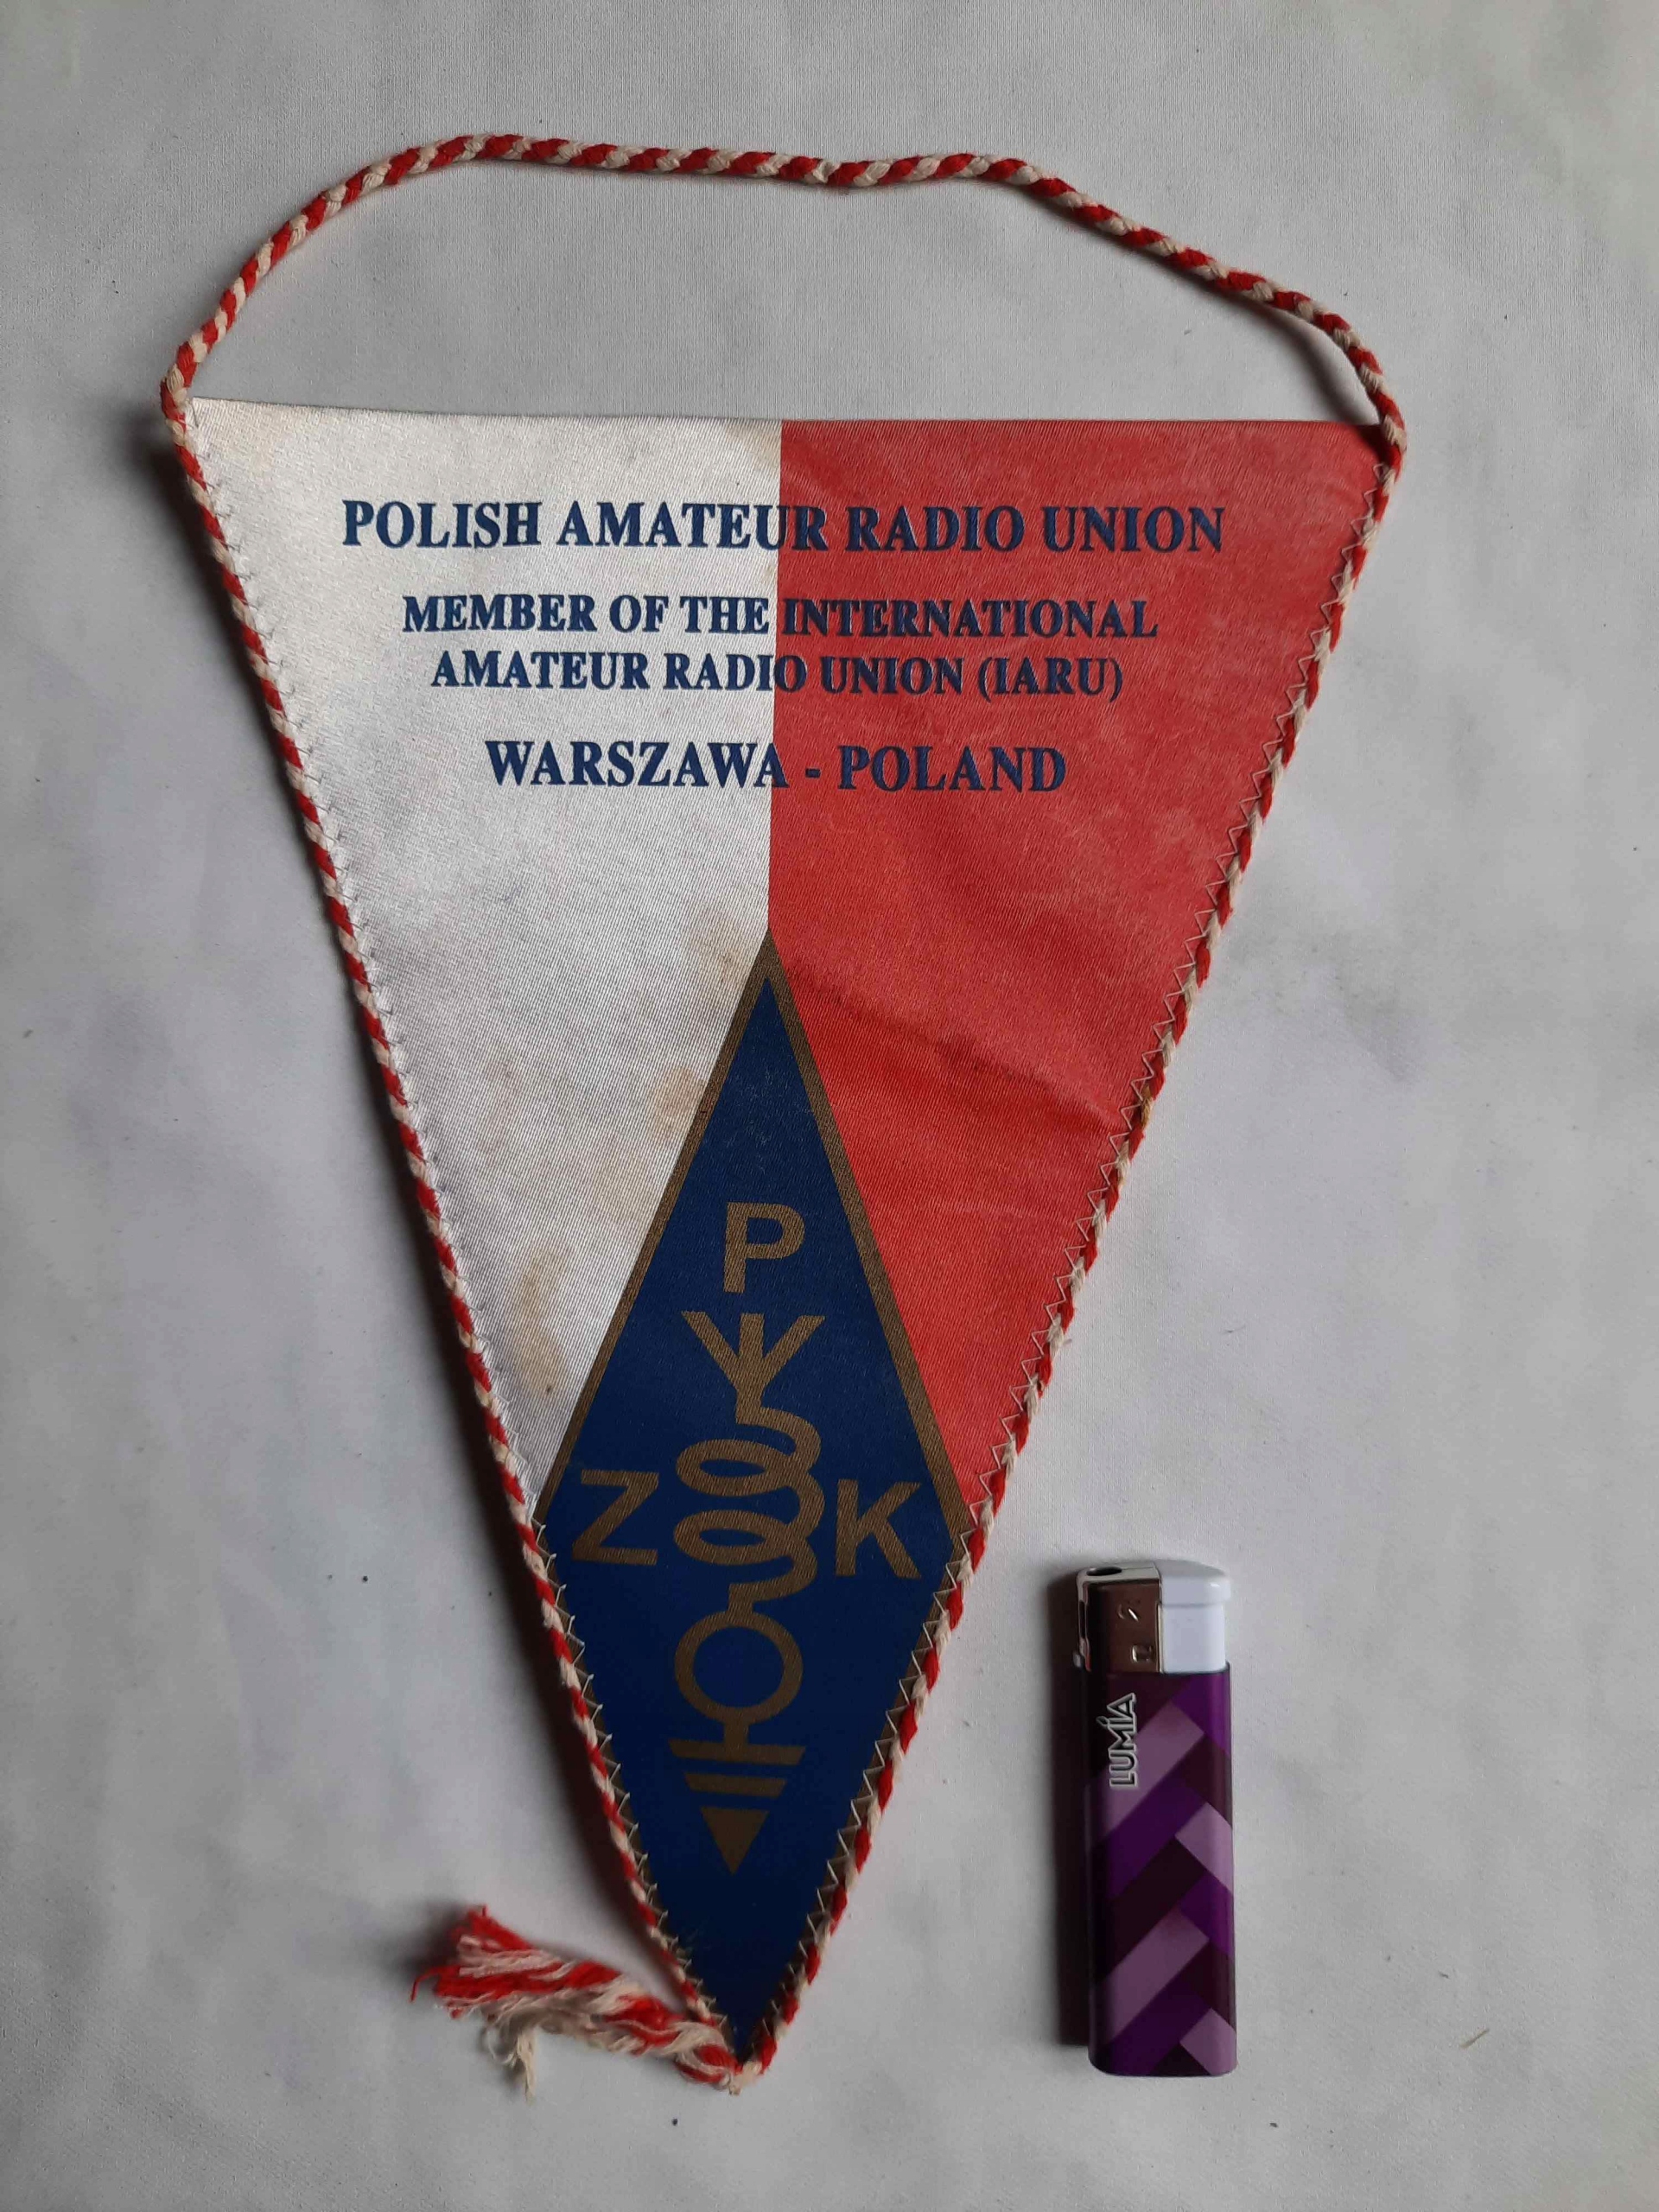 POLISH AMATEUR RADIO UNION
MEMBER OF THE INTERNATIONAL
AMATEUR RADIO UNION (IARU)
WARSZAWA - POLAND
P
Z K
LUMIA